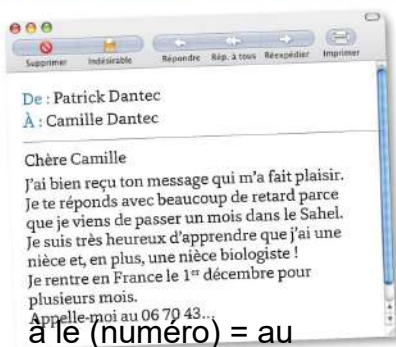 Supprimer Indésirable Répondre Rép. à tous Réexpédier Imprimer
De : Patrick Dantec
À : Camille Dantec
Chère Camille
J'ai bien reçu ton message qui m'a fait plaisir.
Je te réponds avec beaucoup de retard parce
que je viens de passer un mois dans le Sahel.
Je suis très heureux d'apprendre que j'ai une
nièce et, en plus, une nièce biologiste !
Je rentre en France le 1er décembre pour
plusieurs mois.
Appelle-moi au 06 70 43...
à le (numéro) = au